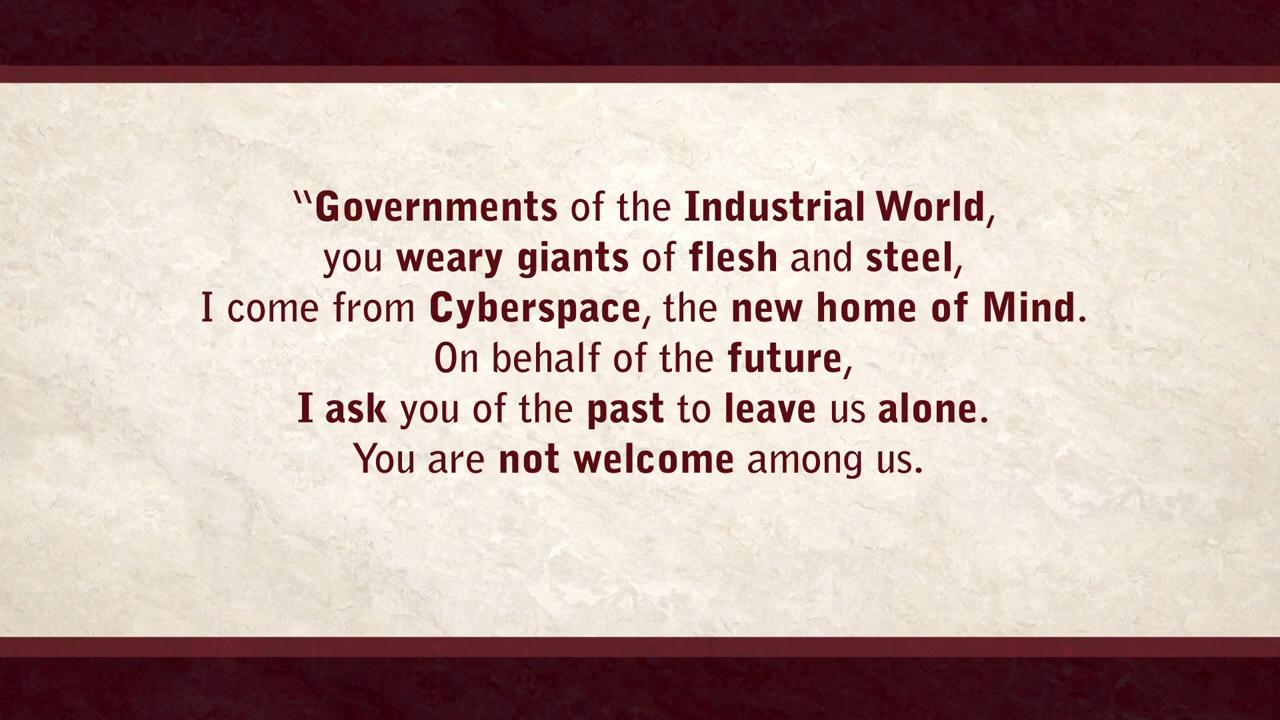 “Governments of the Industrial World,
you weary giants of flesh and steel,
I come from Cyberspace, the new home of Mind.
On behalf of the future,
I ask you of the past to leave us alone.
You are not welcome among us.